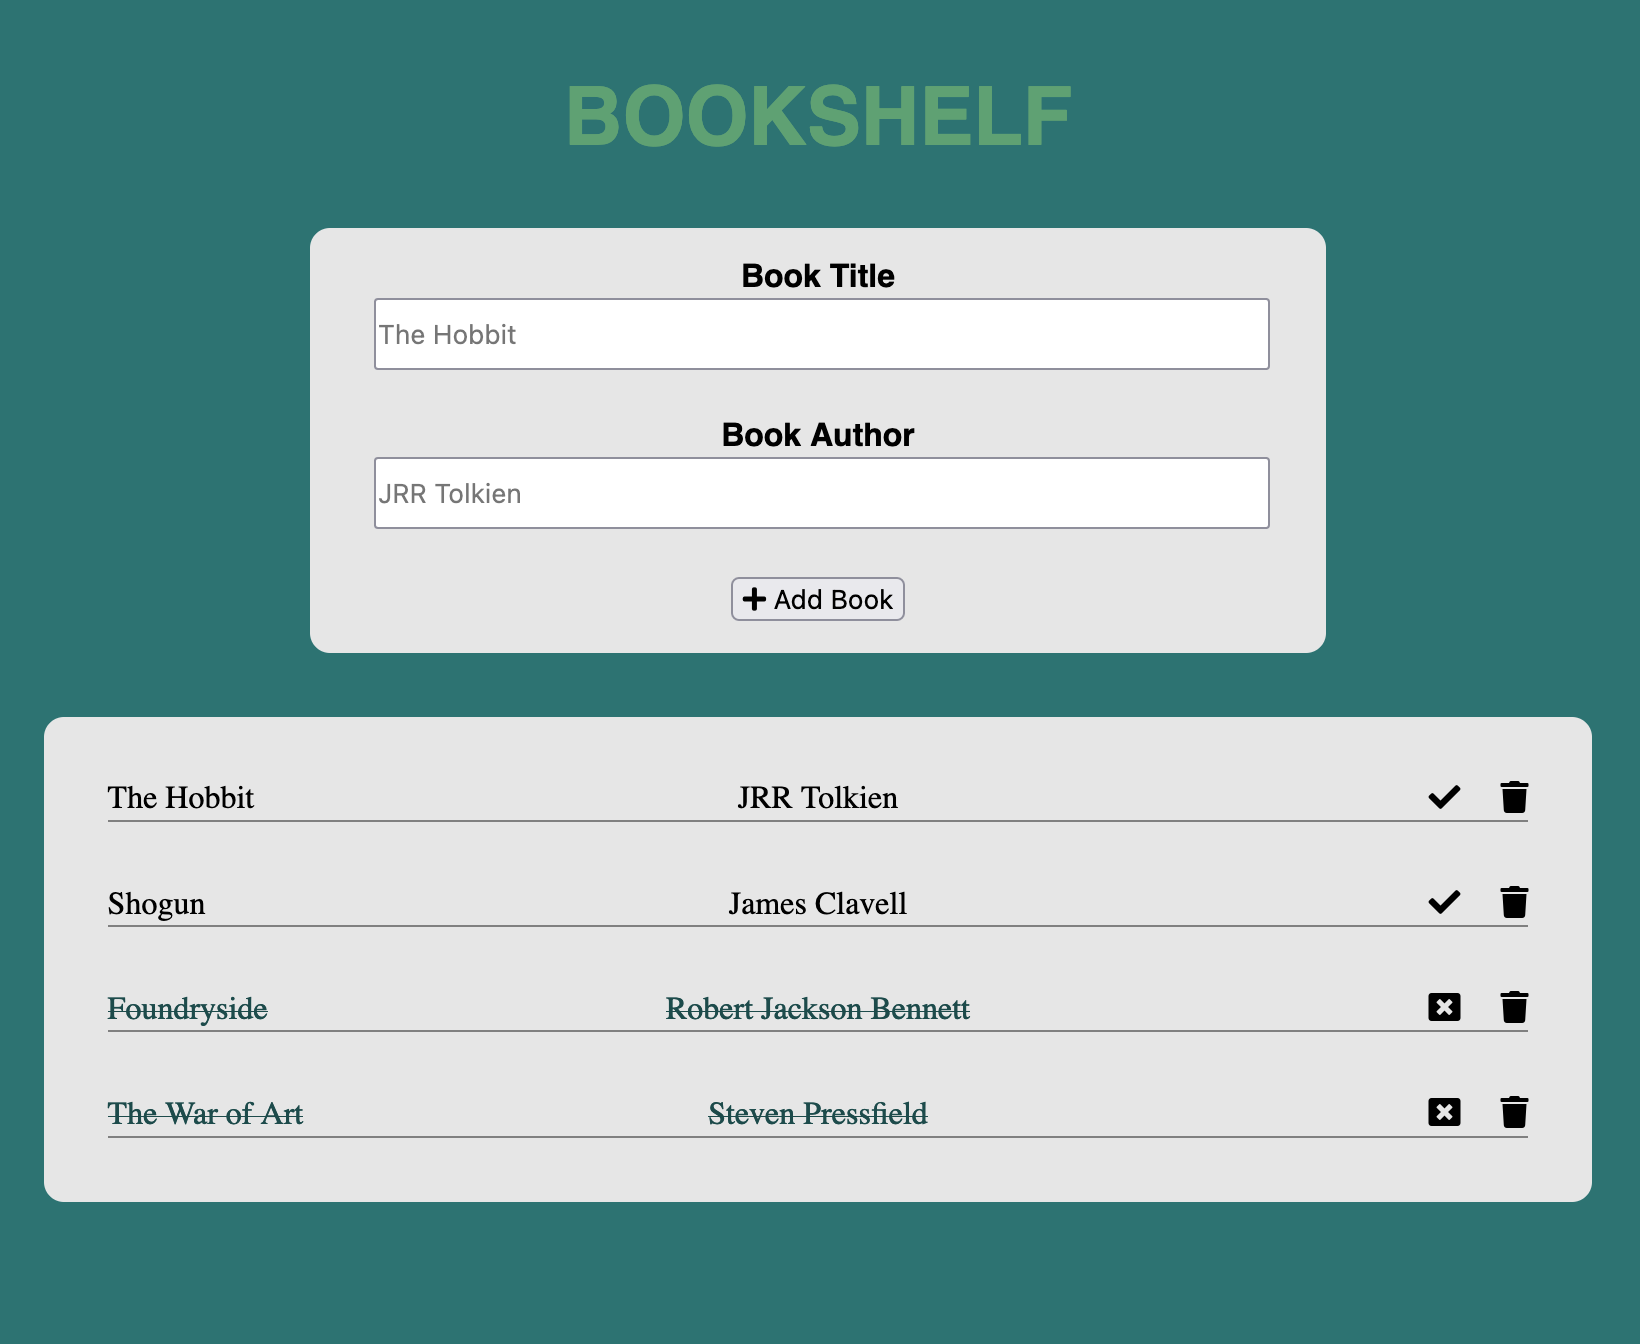 BOOKSHELF
Book Title
The Hobbit
Book Author
JRR Tolkien
Add Book
The Hobbit JRR Tolkien
Shogun James Clavell
Foundryside Robert Jackson Bennett
The War of Art Steven Pressfield